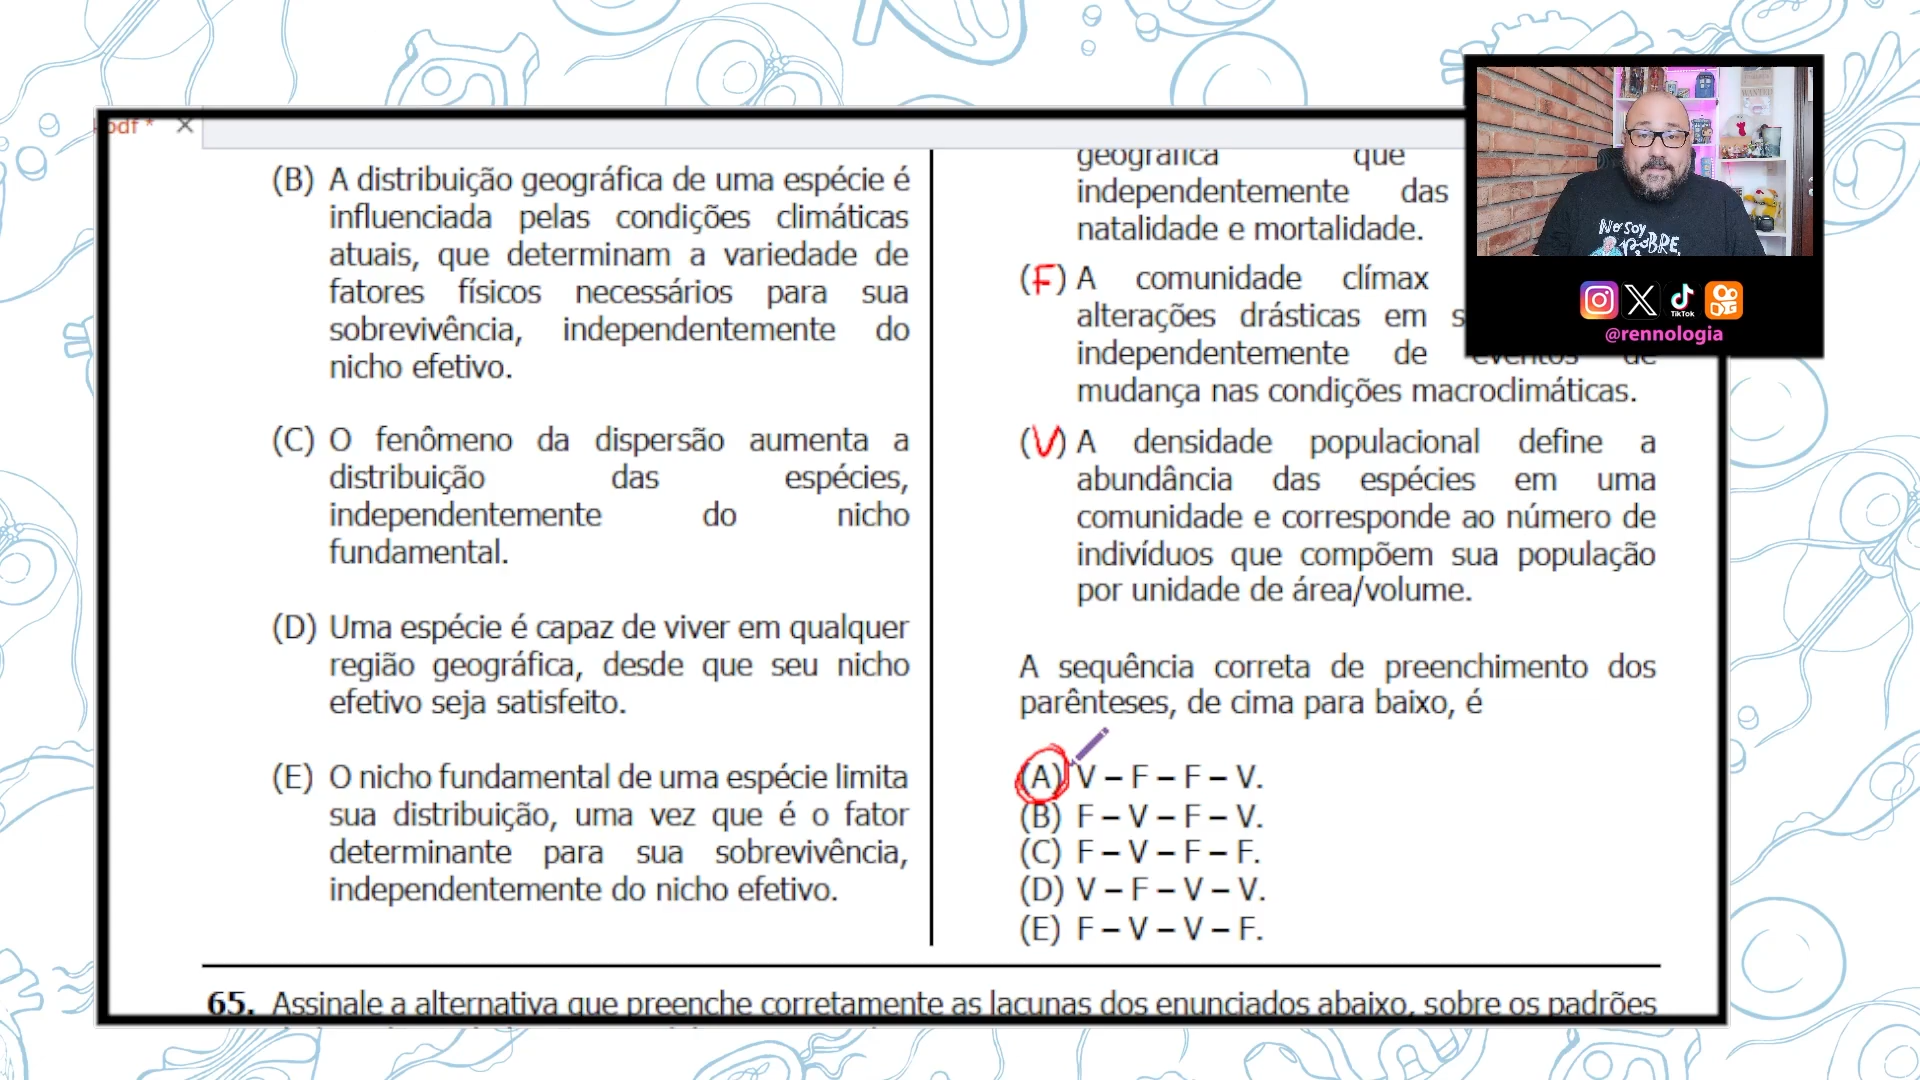 pdf *
(B) A distribuição geográfica de uma espécie é
influenciada pelas condições climáticas
atuais, que determinam a variedade de
fatores físicos necessários para sua
sobrevivência, independentemente do
nicho efetivo.
(C) O fenômeno da dispersão aumenta a
distribuição das espécies,
independentemente do nicho
fundamental.
(D) Uma espécie é capaz de viver em qualquer
região geográfica, desde que seu nicho
efetivo seja satisfeito.
(E) O nicho fundamental de uma espécie limita
sua distribuição, uma vez que é o fator
determinante para sua sobrevivência,
independentemente do nicho efetivo.
geográfica que
independentemente das
natalidade e mortalidade.
(F) A comunidade clímax
alterações drásticas em s
independentemente de eventos de
mudança nas condições macroclimáticas.
(V) A densidade populacional define a
abundância das espécies em uma
comunidade e corresponde ao número de
indivíduos que compõem sua população
por unidade de área/volume.
A sequência correta de preenchimento dos
parênteses, de cima para baixo, é
(A) V – F – F – V.
(B) F – V – F – V.
(C) F – V – F – F.
(D) V – F – V – V.
(E) F – V – V – F.
65. Assinale a alternativa que preenche corretamente as lacunas dos enunciados abaixo, sobre os padrões
No soy
pobre,
TikTok
@rennologia